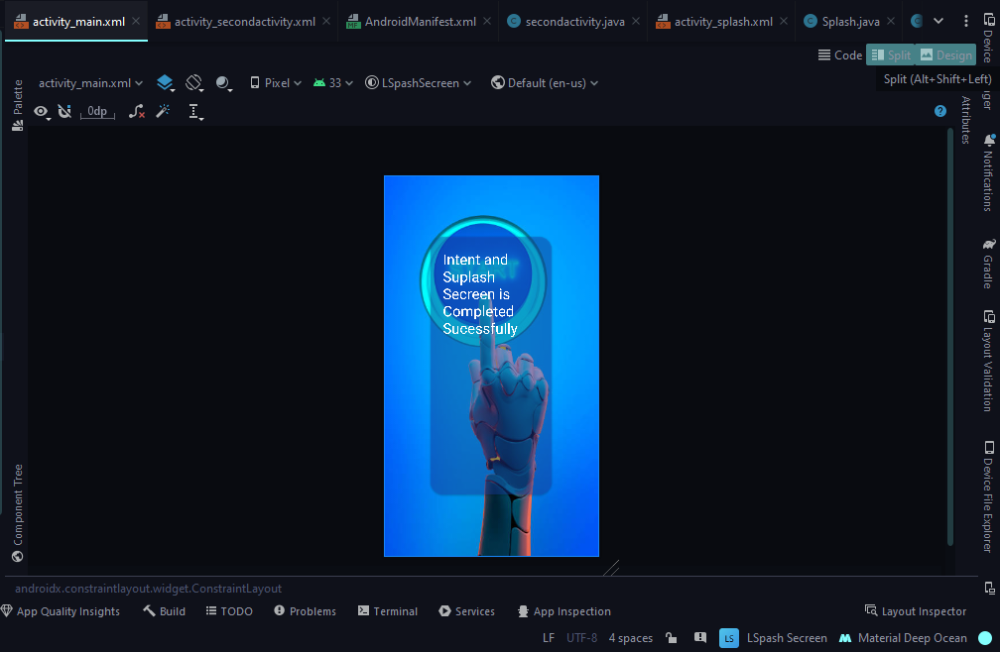 activity_main.xml
activity_secondactivity.xml
AndroidManifest.xml
secondactivity.java
activity_splash.xml
Splash.java
Code
Split
Design
activity_main.xml
Pixel
33
LSpashSecreen
Default (en-us)
Split (Alt+Shift+Left)
0dp
Palette
Component Tree
Attributes
Device
ger
Notifications
Gradle
Layout Validation
Device File Explorer
Intent and
Suplash
Secreen is
Completed
Sucessfully
androidx.constraintlayout.widget.ConstraintLayout
App Quality Insights
Build
TODO
Problems
Terminal
Services
App Inspection
Layout Inspector
LF
UTF-8
4 spaces
LS
LSpash Secreen
Material Deep Ocean